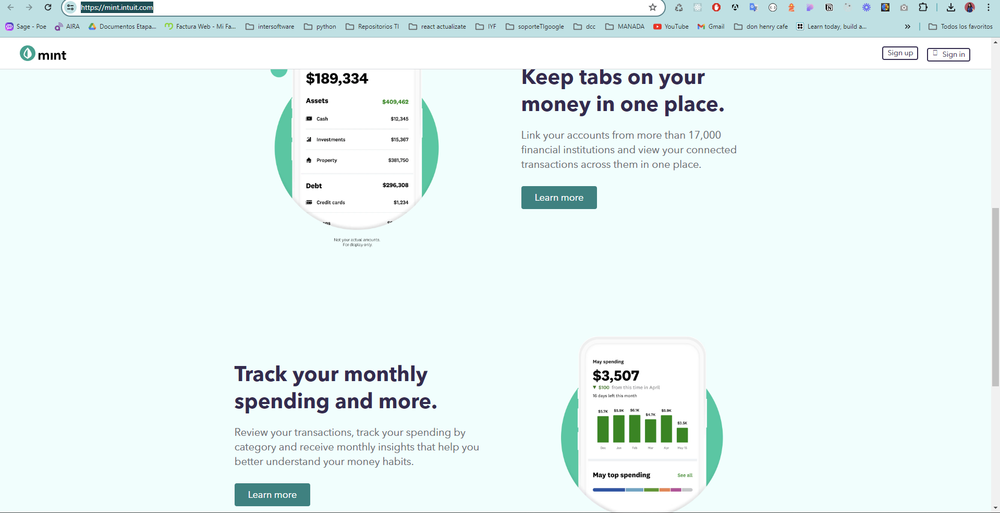 https://mint.intuit.com
Sage - Poe
AIRA
Documentos Etapa...
Factura Web - Mi Fa...
intersoftware
python
Repositorios TI
react actualizate
IYF
soporteTIgoogle
dcc
MANADA
YouTube
Gmail
don henry cafe
Learn today, build a...
Todos los favoritos
mint
Sign up
Sign in
$189,334
Assets $409,462
Cash $12,345
Investments $15,367
Property $381,750
Debt $296,308
Credit cards $1,234
Not your actual amounts.
For display only.
Keep tabs on your
money in one place.
Link your accounts from more than 17,000
financial institutions and view your connected
transactions across them in one place.
Learn more
Track your monthly
spending and more.
Review your transactions, track your spending by
category and receive monthly insights that help you
better understand your money habits.
Learn more
May spending
$3,507
▼ $100 from this time in April
16 days left this month
$5.7K $5.9K $6.1K $4.7K $5.9K $3.5K
Dec Jan Feb Mar Apr May 15
May top spending See all